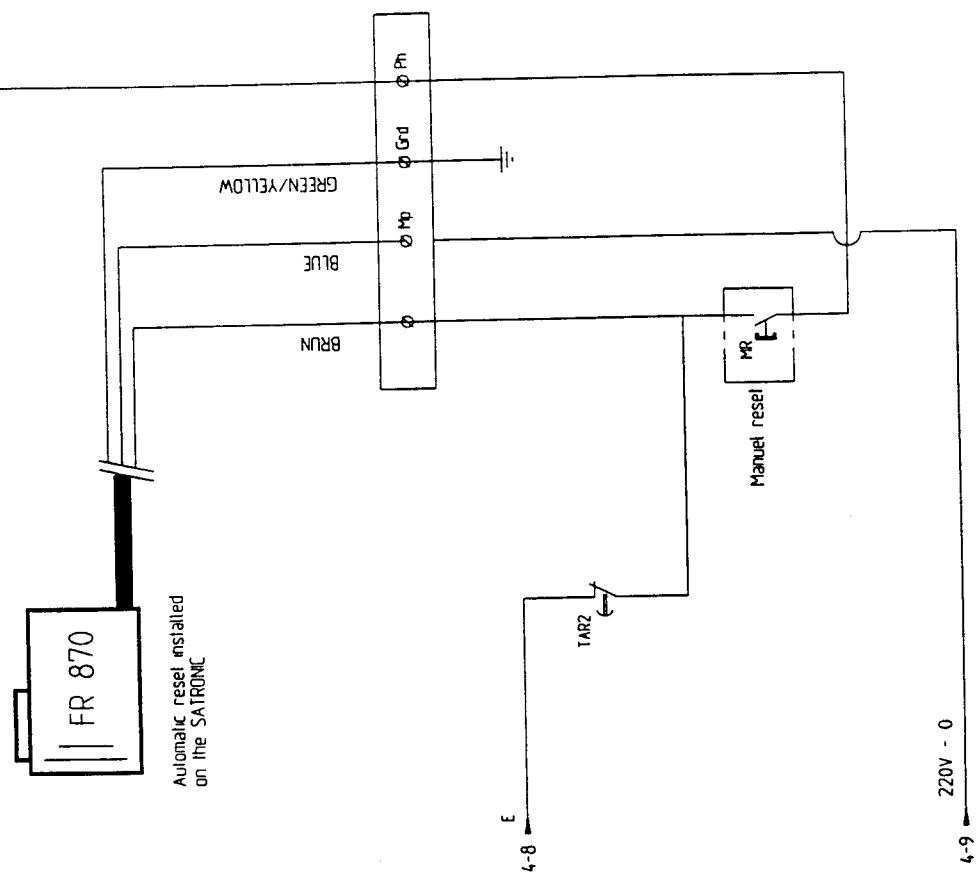 FR 870
Automatic reset installed
on the SATRONIC
Ph
Grd
Mp
GREEN/YELLOW
BLUE
BRUN
MR
Manuel reset
TAR2
4-8
E
4-9
220V - 0